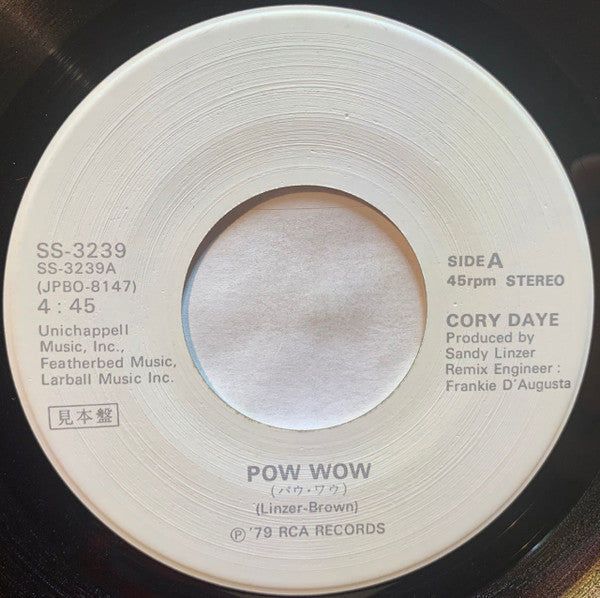 SS-3239
SS-3239A
(JPBO-8147)
4 : 45
Unichappell
Music, Inc.,
Featherbed Music,
Larball Music Inc.
見本盤
SIDE A
45rpm STEREO
CORY DAYE
Produced by
Sandy Linzer
Remix Engineer :
Frankie D'Augusta
POW WOW
(パウ・ワウ)
(Linzer-Brown)
Ⓟ '79 RCA RECORDS